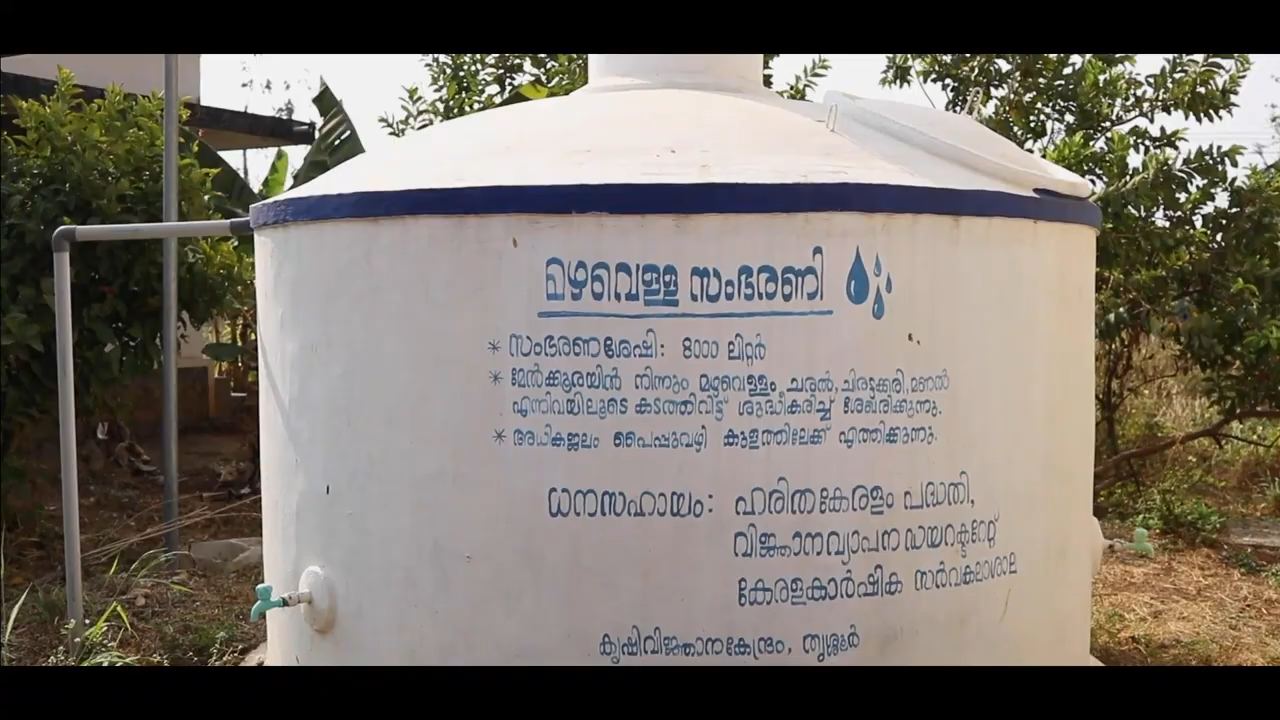 മഴവെള്ള സംഭരണി
* സംഭരണശേഷി: 8000 ലിറ്റർ
* മേൽക്കൂരയിൽ നിന്നും മഴവെള്ളം ചരൽ, ചിരട്ടക്കരി, മണൽ
എന്നിവയിലൂടെ കടത്തിവിട്ട് ശുദ്ധീകരിച്ച് ശേഖരിക്കുന്നു.
* അധികജലം പൈപ്പുവഴി കുളത്തിലേക്ക് എത്തിക്കുന്നു.
ധനസഹായം: ഹരിതകേരളം പദ്ധതി,
വിജ്ഞാനവ്യാപന ഡയറക്ടറേറ്റ്
കേരളകാർഷിക സർവകലാശാല
കൃഷിവിജ്ഞാനകേന്ദ്രം, തൃശ്ശൂർ